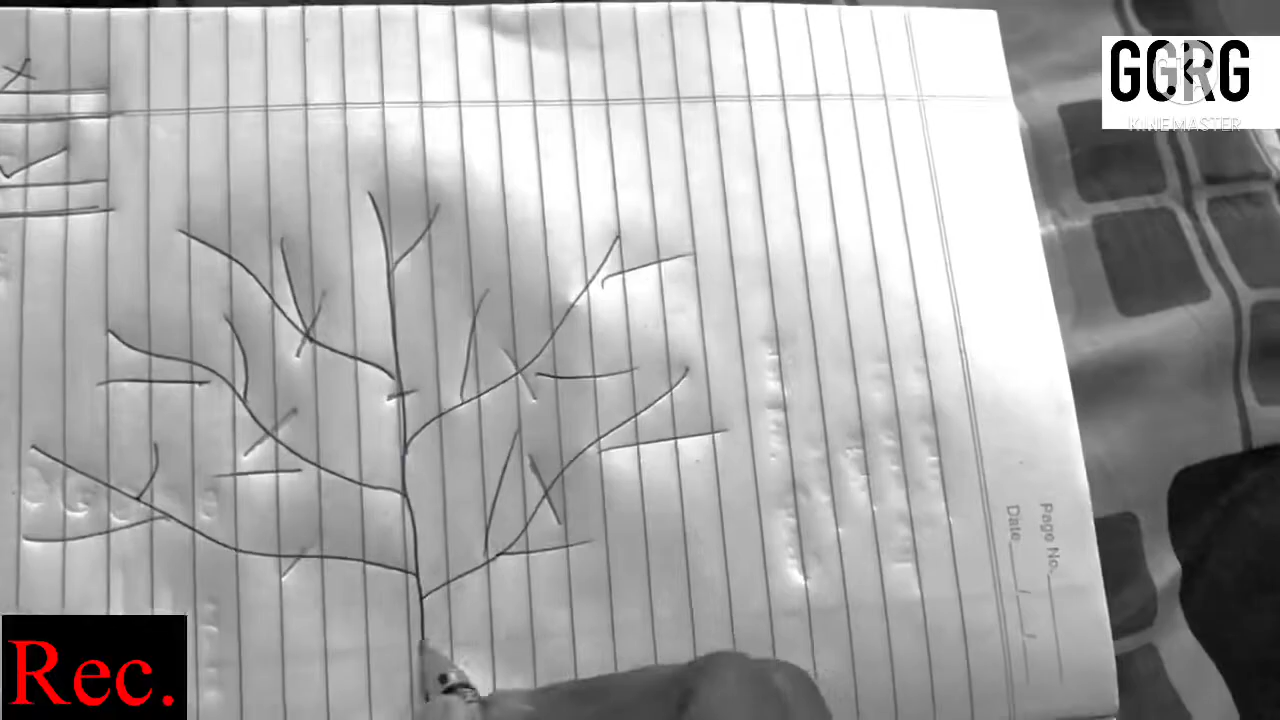 GGRG
KINEMASTER
Page No.
Date / /
Rec.